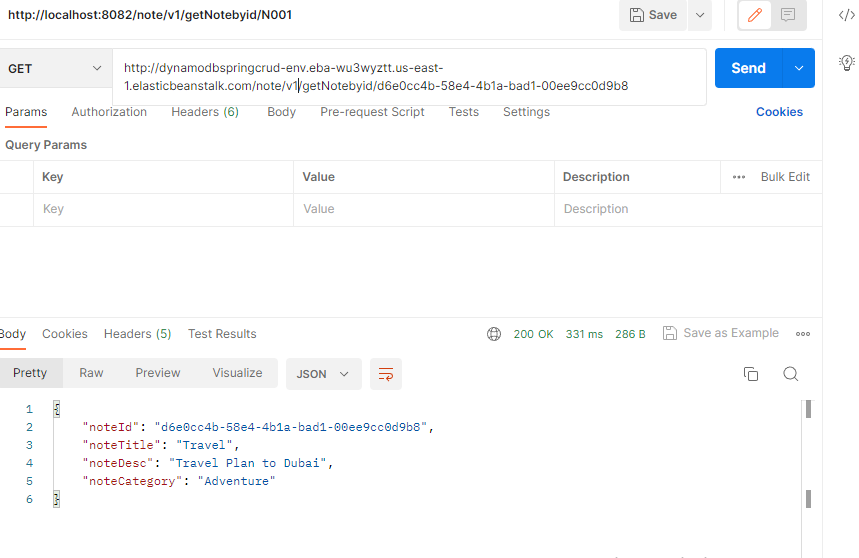 http://localhost:8082/note/v1/getNotebyid/N001
Save
GET
http://dynamodbspringcrud-env.eba-wu3wyztt.us-east-
1.elasticbeanstalk.com/note/v1/getNotebyid/d6e0cc4b-58e4-4b1a-bad1-00ee9cc0d9b8
Send
Params Authorization Headers (6) Body Pre-request Script Tests Settings Cookies
Query Params
Key Value Description ••• Bulk Edit
Key Value Description
Body Cookies Headers (5) Test Results 200 OK 331 ms 286 B Save as Example
Pretty Raw Preview Visualize JSON
1 {
2 "noteId": "d6e0cc4b-58e4-4b1a-bad1-00ee9cc0d9b8",
3 "noteTitle": "Travel",
4 "noteDesc": "Travel Plan to Dubai",
5 "noteCategory": "Adventure"
6 }